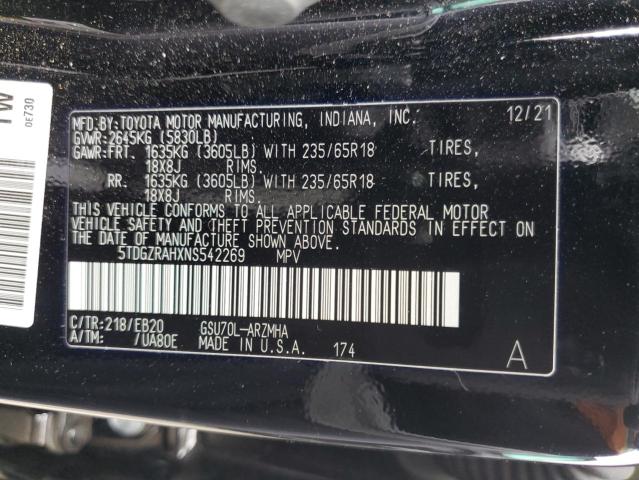 MFD.BY:TOYOTA MOTOR MANUFACTURING, INDIANA, INC. 12/21
GVWR:2645KG (5830LB)
GAWR:FRT. 1635KG (3605LB) WITH 235/65R18 TIRES,
18X8J RIMS.
RR. 1635KG (3605LB) WITH 235/65R18 TIRES,
18X8J RIMS.
THIS VEHICLE CONFORMS TO ALL APPLICABLE FEDERAL MOTOR
VEHICLE SAFETY AND THEFT PREVENTION STANDARDS IN EFFECT ON
THE DATE OF MANUFACTURE SHOWN ABOVE.
5TDGZRAHXNS542269 MPV
C/TR:218/EB20 GSU70L-ARZMHA
A/TM: /UA80E MADE IN U.S.A. 174 A
0E730